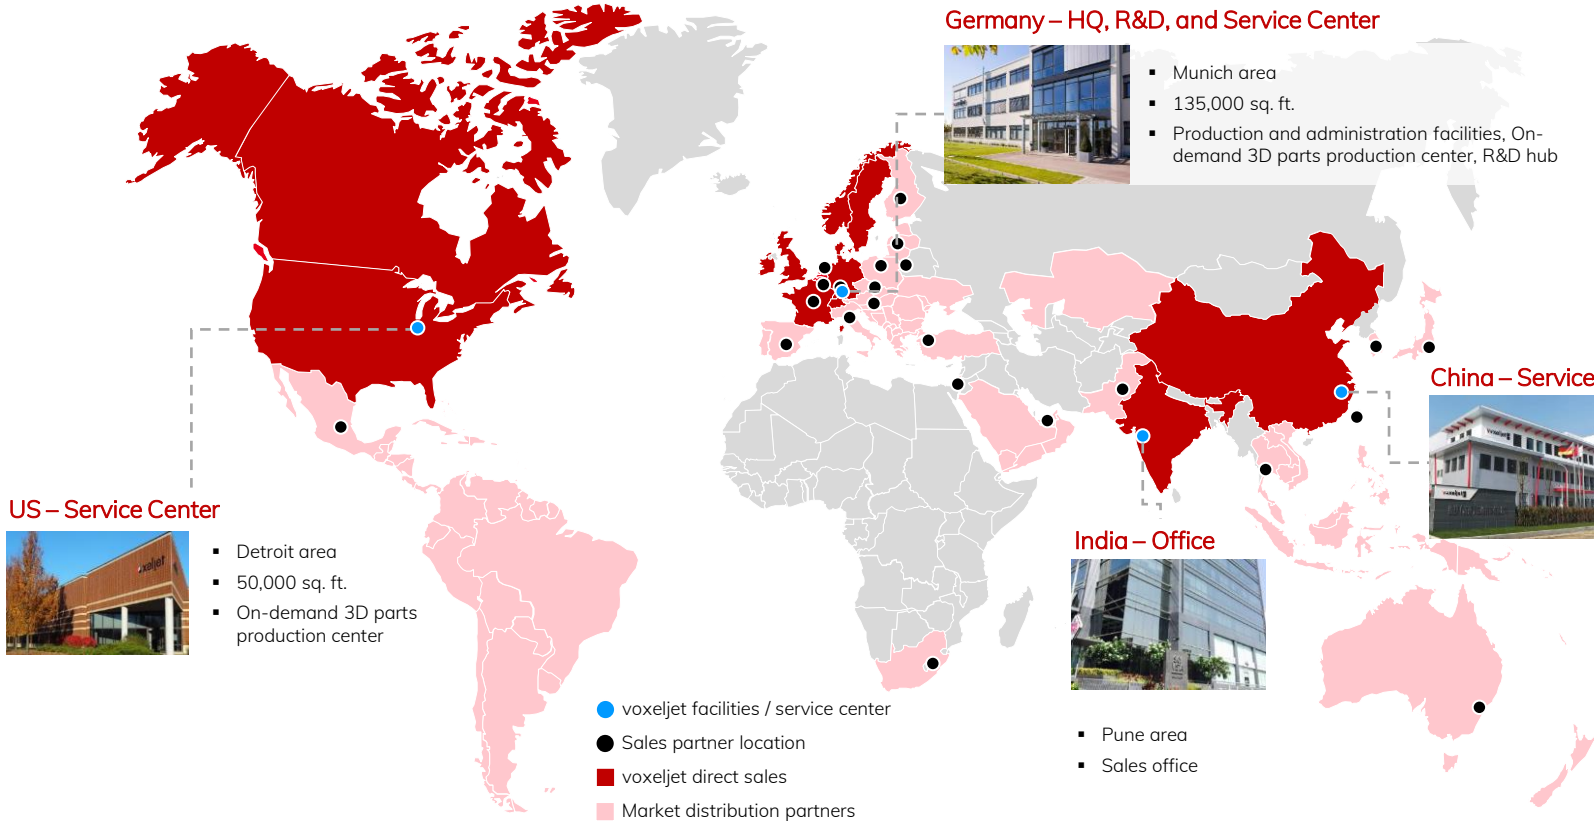 Germany – HQ, R&D, and Service Center
▪ Munich area
▪ 135,000 sq. ft.
▪ Production and administration facilities, On-
demand 3D parts production center, R&D hub
China – Service
voxeljet
voxeljet
US – Service Center
voxeljet
▪ Detroit area
▪ 50,000 sq. ft.
▪ On-demand 3D parts
production center
India – Office
▪ Pune area
▪ Sales office
voxeljet facilities / service center
Sales partner location
voxeljet direct sales
Market distribution partners